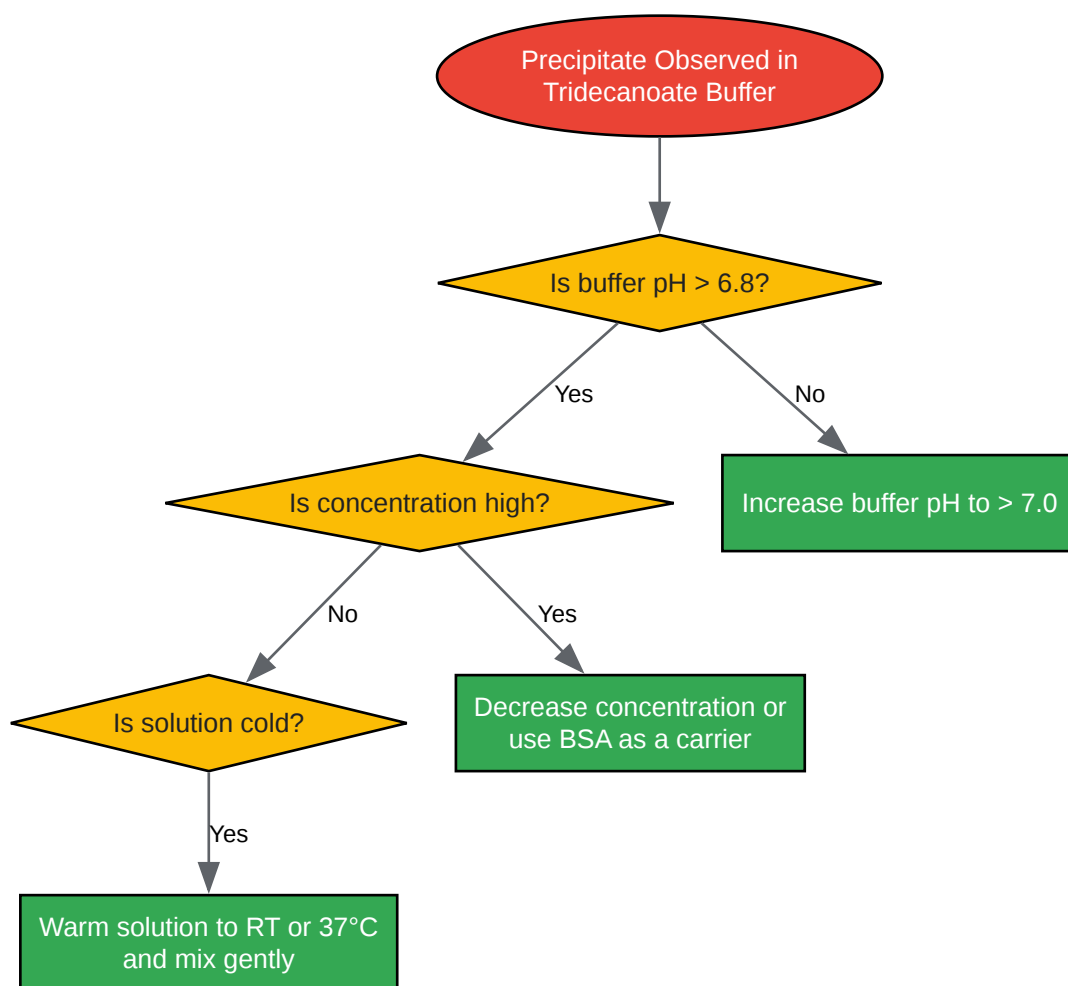 Precipitate Observed in
Tridecanoate Buffer
Is buffer pH > 6.8?
Yes
No
Is concentration high?
Increase buffer pH to > 7.0
No
Yes
Is solution cold?
Decrease concentration or
use BSA as a carrier
Yes
Warm solution to RT or 37°C
and mix gently